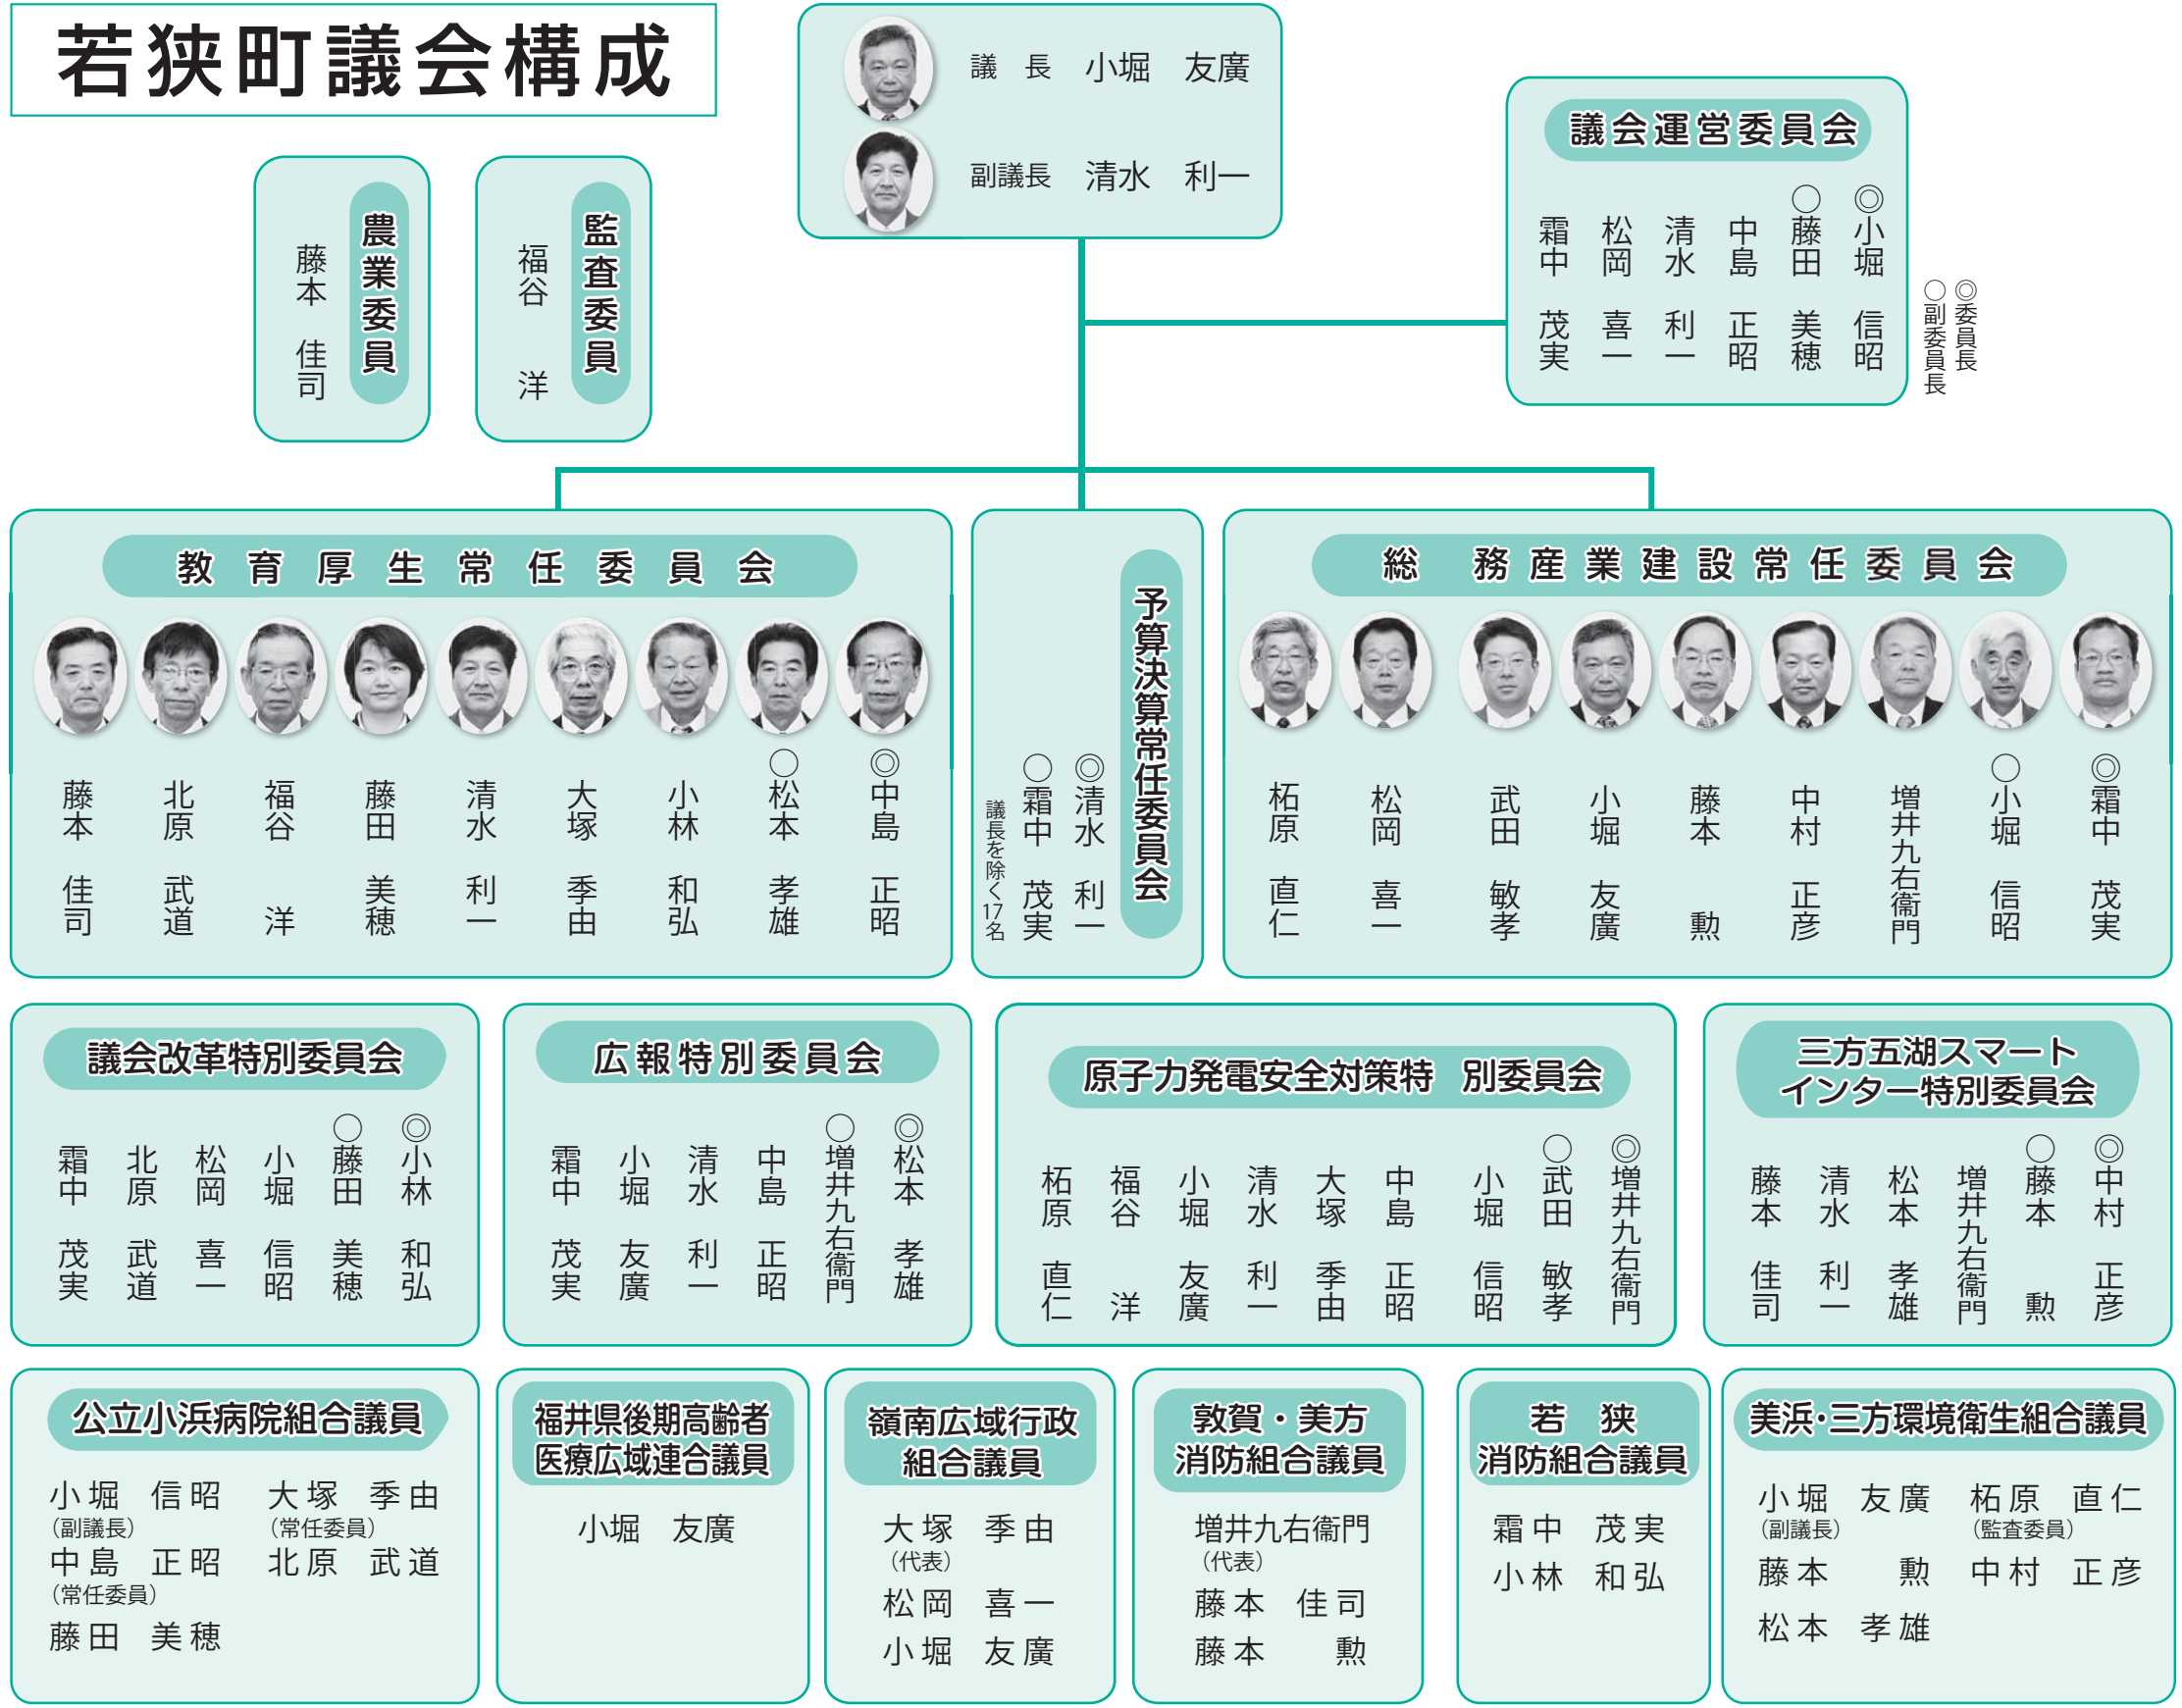 若狭町議会構成
議　長　小堀　友廣
副議長　清水　利一
議会運営委員会
◎小堀　信昭
○藤田　美穂
中島　正昭
清水　利一
松岡　喜一
霜中　茂実
◎委員長
○副委員長
監査委員
福谷　洋
農業委員
藤本　佳司
総務産業建設常任委員会
◎霜中　茂実
○小堀　信昭
増井九右衞門
中村　正彦
藤本　勲
小堀　友廣
武田　敏孝
松岡　喜一
柘原　直仁
予算決算常任委員会
◎清水　利一
○霜中　茂実
議長を除く17名
教育厚生常任委員会
◎中島　正昭
○松本　孝雄
小林　和弘
大塚　季由
清水　利一
藤田　美穂
福谷　洋
北原　武道
藤本　佳司
三方五湖スマート
インター特別委員会
◎中村　正彦
○藤本　勲
増井九右衞門
松本　孝雄
清水　利一
藤本　佳司
原子力発電安全対策特　別委員会
◎増井九右衞門
○武田　敏孝
小堀　信昭
中島　正昭
大塚　季由
清水　利一
小堀　友廣
福谷　洋
柘原　直仁
広報特別委員会
◎松本　孝雄
○増井九右衞門
中島　正昭
清水　利一
小堀　友廣
霜中　茂実
議会改革特別委員会
◎小林　和弘
○藤田　美穂
小堀　信昭
松岡　喜一
北原　武道
霜中　茂実
公立小浜病院組合議員
小堀　信昭　大塚　季由
（副議長）　（常任委員）
中島　正昭　北原　武道
（常任委員）
藤田　美穂
福井県後期高齢者
医療広域連合議員
小堀　友廣
嶺南広域行政
組合議員
大塚　季由
（代表）
松岡　喜一
小堀　友廣
敦賀・美方
消防組合議員
増井九右衞門
（代表）
藤本　佳司
藤本　勲
若　狭
消防組合議員
霜中　茂実
小林　和弘
美浜・三方環境衛生組合議員
小堀　友廣　柘原　直仁
（副議長）　（監査委員）
藤本　勲　中村　正彦
松本　孝雄